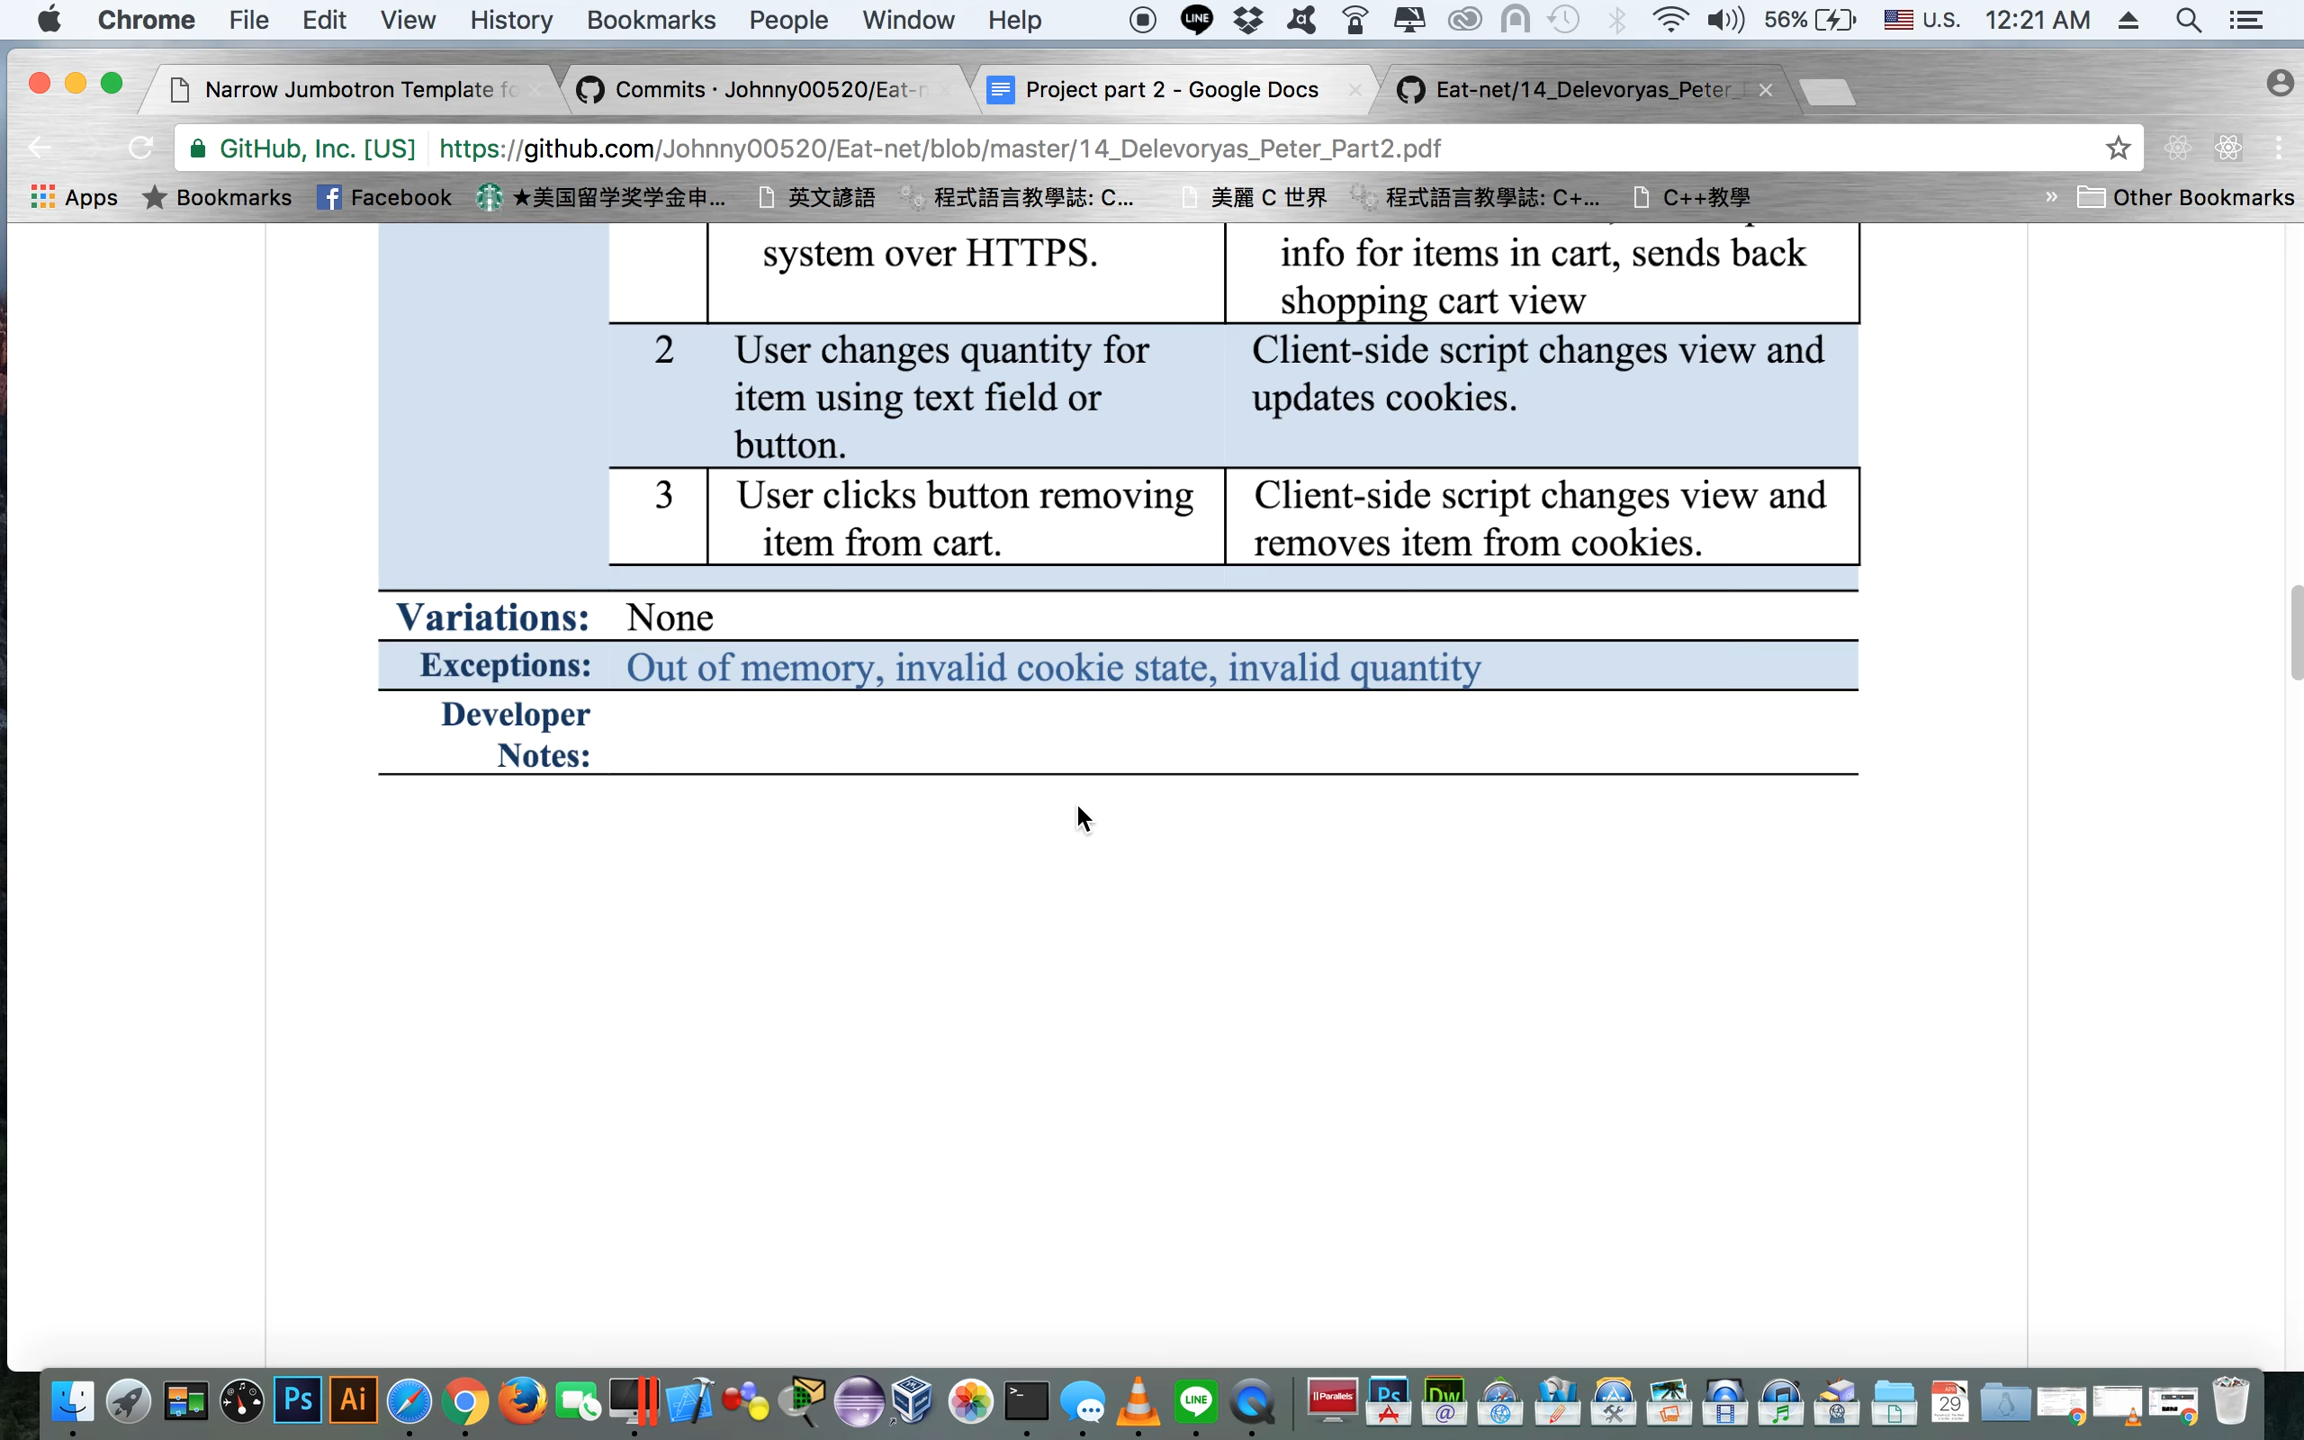 Chrome File Edit View History Bookmarks People Window Help LINE 56% U.S. 12:21 AM
Narrow Jumbotron Template fo Commits · Johnny00520/Eat-n Project part 2 - Google Docs Eat-net/14_Delevoryas_Peter_
GitHub, Inc. [US] https://github.com/Johnny00520/Eat-net/blob/master/14_Delevoryas_Peter_Part2.pdf
Apps Bookmarks Facebook ★美国留学奖学金申... 英文諺語 程式語言教學誌: C... 美麗 C 世界 程式語言教學誌: C+... C++教學 » Other Bookmarks
system over HTTPS.
info for items in cart, sends back
shopping cart view
2 User changes quantity for
item using text field or
button.
Client-side script changes view and
updates cookies.
3 User clicks button removing
item from cart.
Client-side script changes view and
removes item from cookies.
Variations: None
Exceptions: Out of memory, invalid cookie state, invalid quantity
Developer
Notes:
Ps Ai LINE Parallels Ps Dw 29